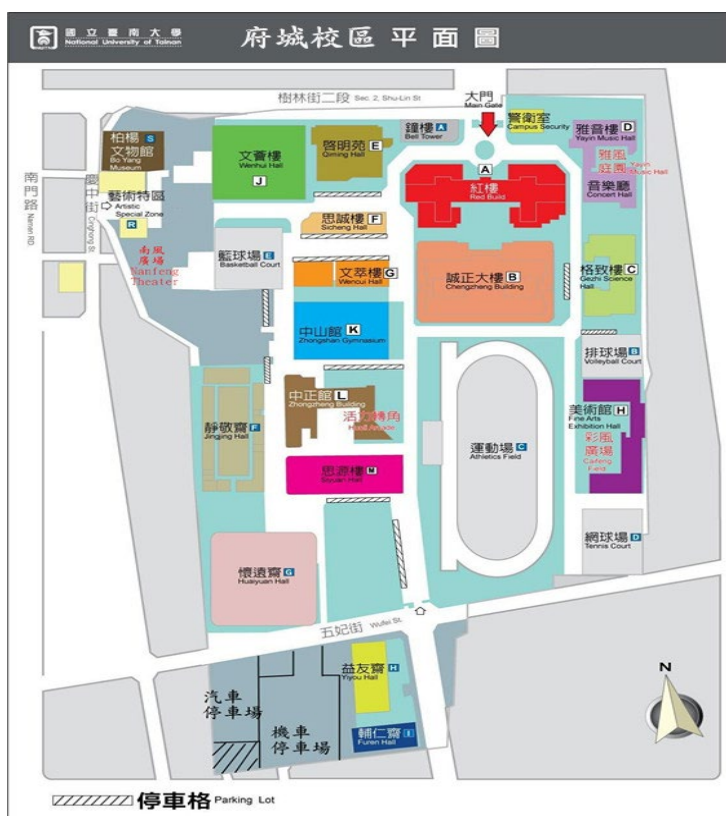 國立臺南大學
National University of Tainan
府城校區平面圖
樹林街二段 Sec. 2, Shu-Lin St
大門
Main Gate
警衛室
Campus Security
鐘樓 A
Bell Tower
柏楊 S
文物館
Bo Yang
Museum
文薈樓
Wenhui Hall
J
啓明苑 E
Qiming Hall
A
紅樓
Red Build
雅音樓 D
Yayin Music Hall
雅風
庭園
Yayin
Music Hall
音樂廳
Concert Hall
南門路
Nanmen RD
慶中街
Cinghong St
藝術特區
Artistic
Special Zone
R
思誠樓 F
Sicheng Hall
南風
廣場
Nanfeng
Theater
籃球場 E
Basketball Court
文萃樓 G
Wencui Hall
誠正大樓 B
Chengzheng Building
格致樓 C
Gezhi Science
Hall
中山館 K
Zhongshan Gymnasium
排球場 B
Volleyball Court
中正館 L
Zhongzheng Building
活力轉角
靜敬齋 F
Jingjing Hall
美術館 H
Fine Arts
Exhibition Hall
彩風
廣場
Caifeng
Field
運動場 C
Athletics Field
思源樓 M
Siyuan Hall
網球場 D
Tennis Court
懷遠齋 G
Huaiyuan Hall
五妃街 Wufei St.
益友齋 H
Yiyou Hall
汽車
停車場
機車
停車場
輔仁齋 I
Furen Hall
N
停車格 Parking Lot